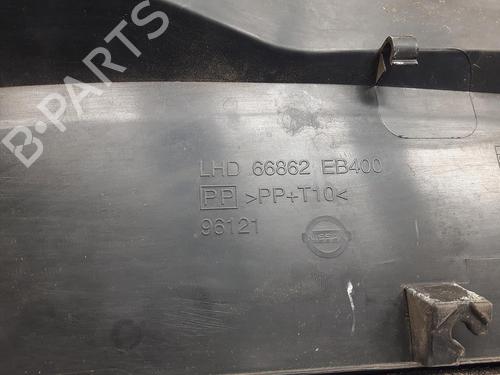 B-PARTS
LHD 66862 EB400
PP >PP+T10<
96121
NISSAN